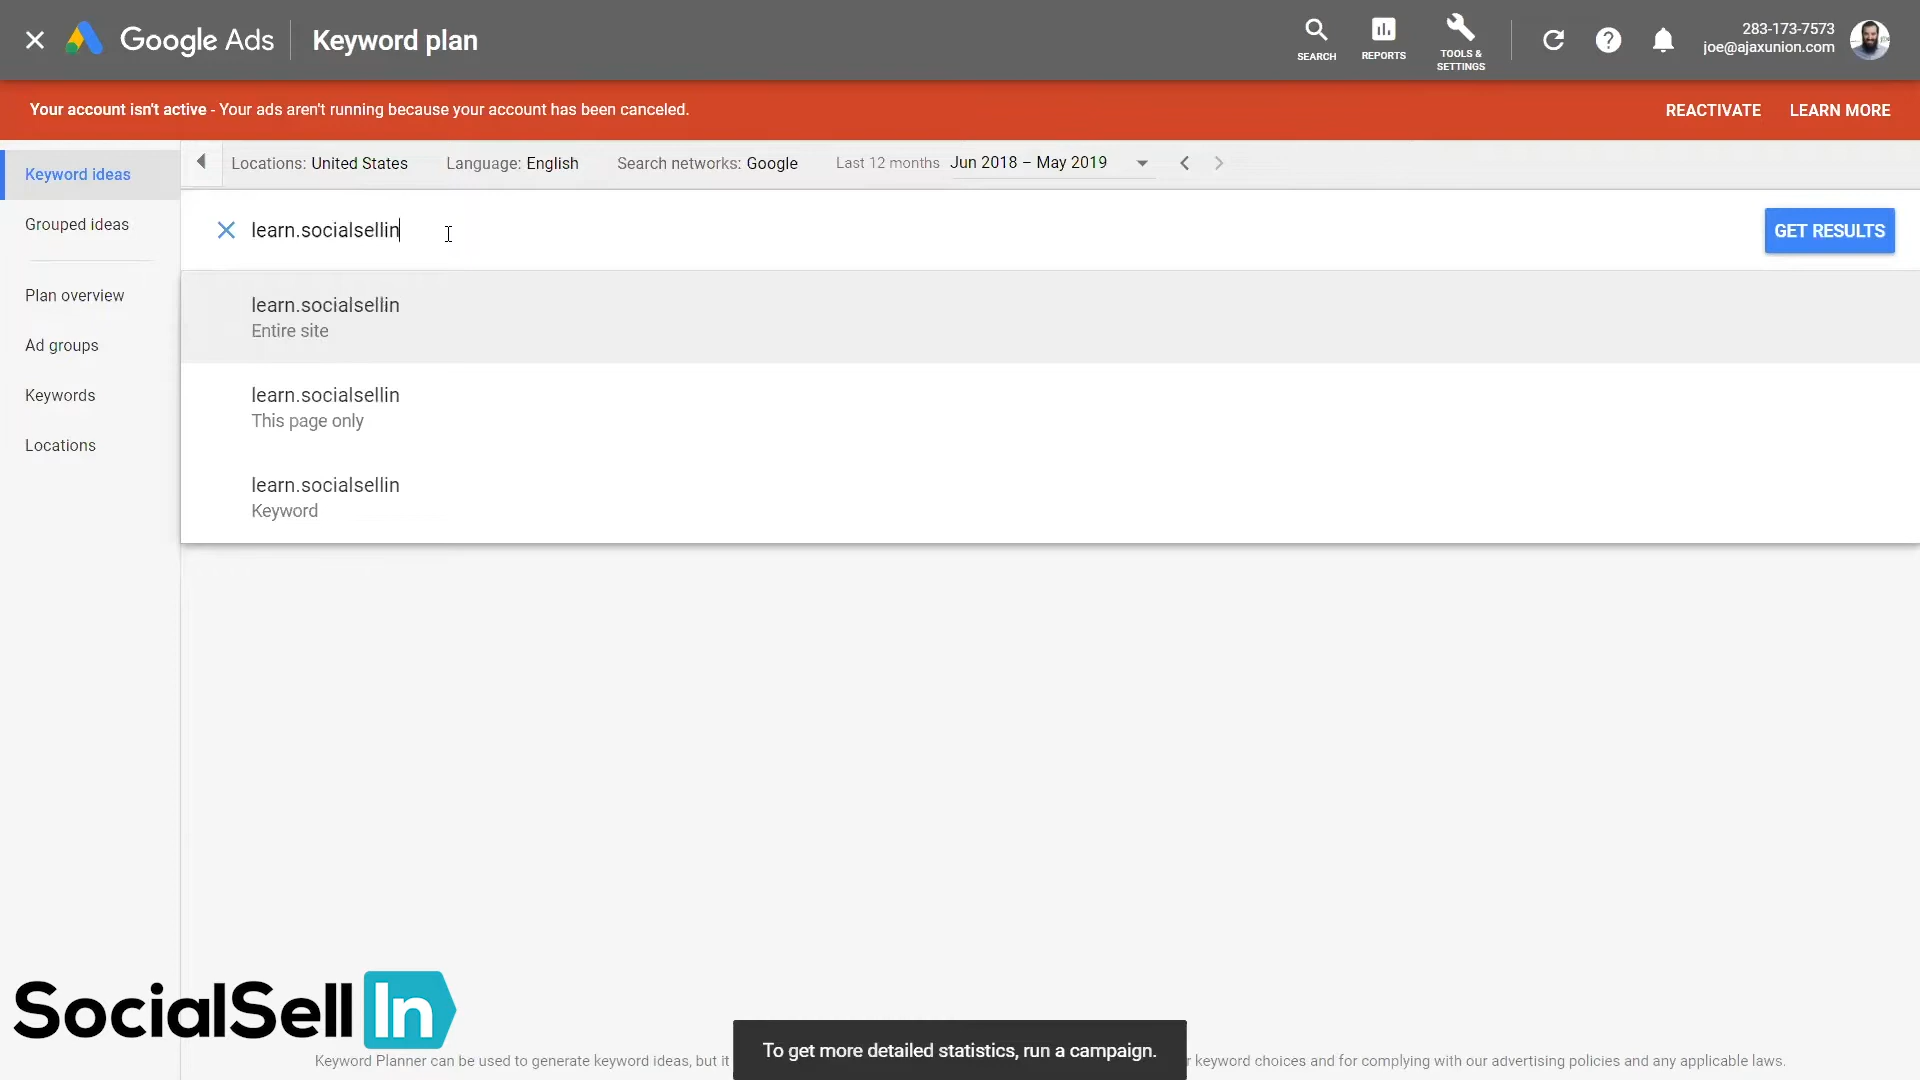 Google Ads
Keyword plan
SEARCH
REPORTS
TOOLS &
SETTINGS
283-173-7573
joe@ajaxunion.com
Your account isn't active - Your ads aren't running because your account has been canceled.
REACTIVATE
LEARN MORE
Keyword ideas
Grouped ideas
Plan overview
Ad groups
Keywords
Locations
Locations: United States
Language: English
Search networks: Google
Last 12 months
Jun 2018 – May 2019
learn.socialsellin
GET RESULTS
learn.socialsellin
Entire site
learn.socialsellin
This page only
learn.socialsellin
Keyword
SocialSell In
To get more detailed statistics, run a campaign.
Keyword Planner can be used to generate keyword ideas, but it
keyword choices and for complying with our advertising policies and any applicable laws.